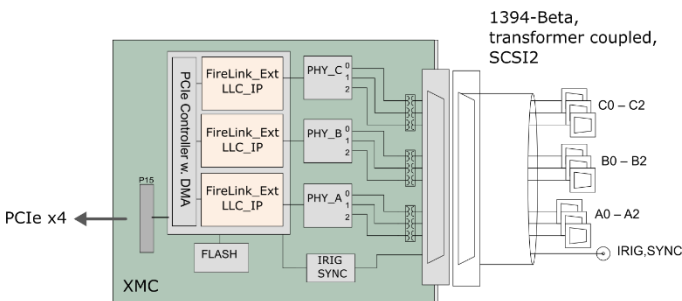 1394-Beta,
transformer coupled,
SCSI2
PCIe Controller w. DMA
FireLink_Ext
LLC_IP
PHY_C
0
1
2
C0 – C2
FireLink_Ext
LLC_IP
PHY_B
0
1
2
B0 – B2
P15
FireLink_Ext
LLC_IP
PHY_A
0
1
2
A0 – A2
PCIe x4
FLASH
IRIG
SYNC
IRIG,SYNC
XMC